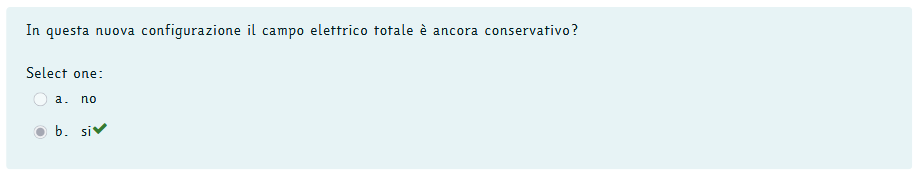 In questa nuova configurazione il campo elettrico totale è ancora conservativo?
Select one:
a. no
b. si